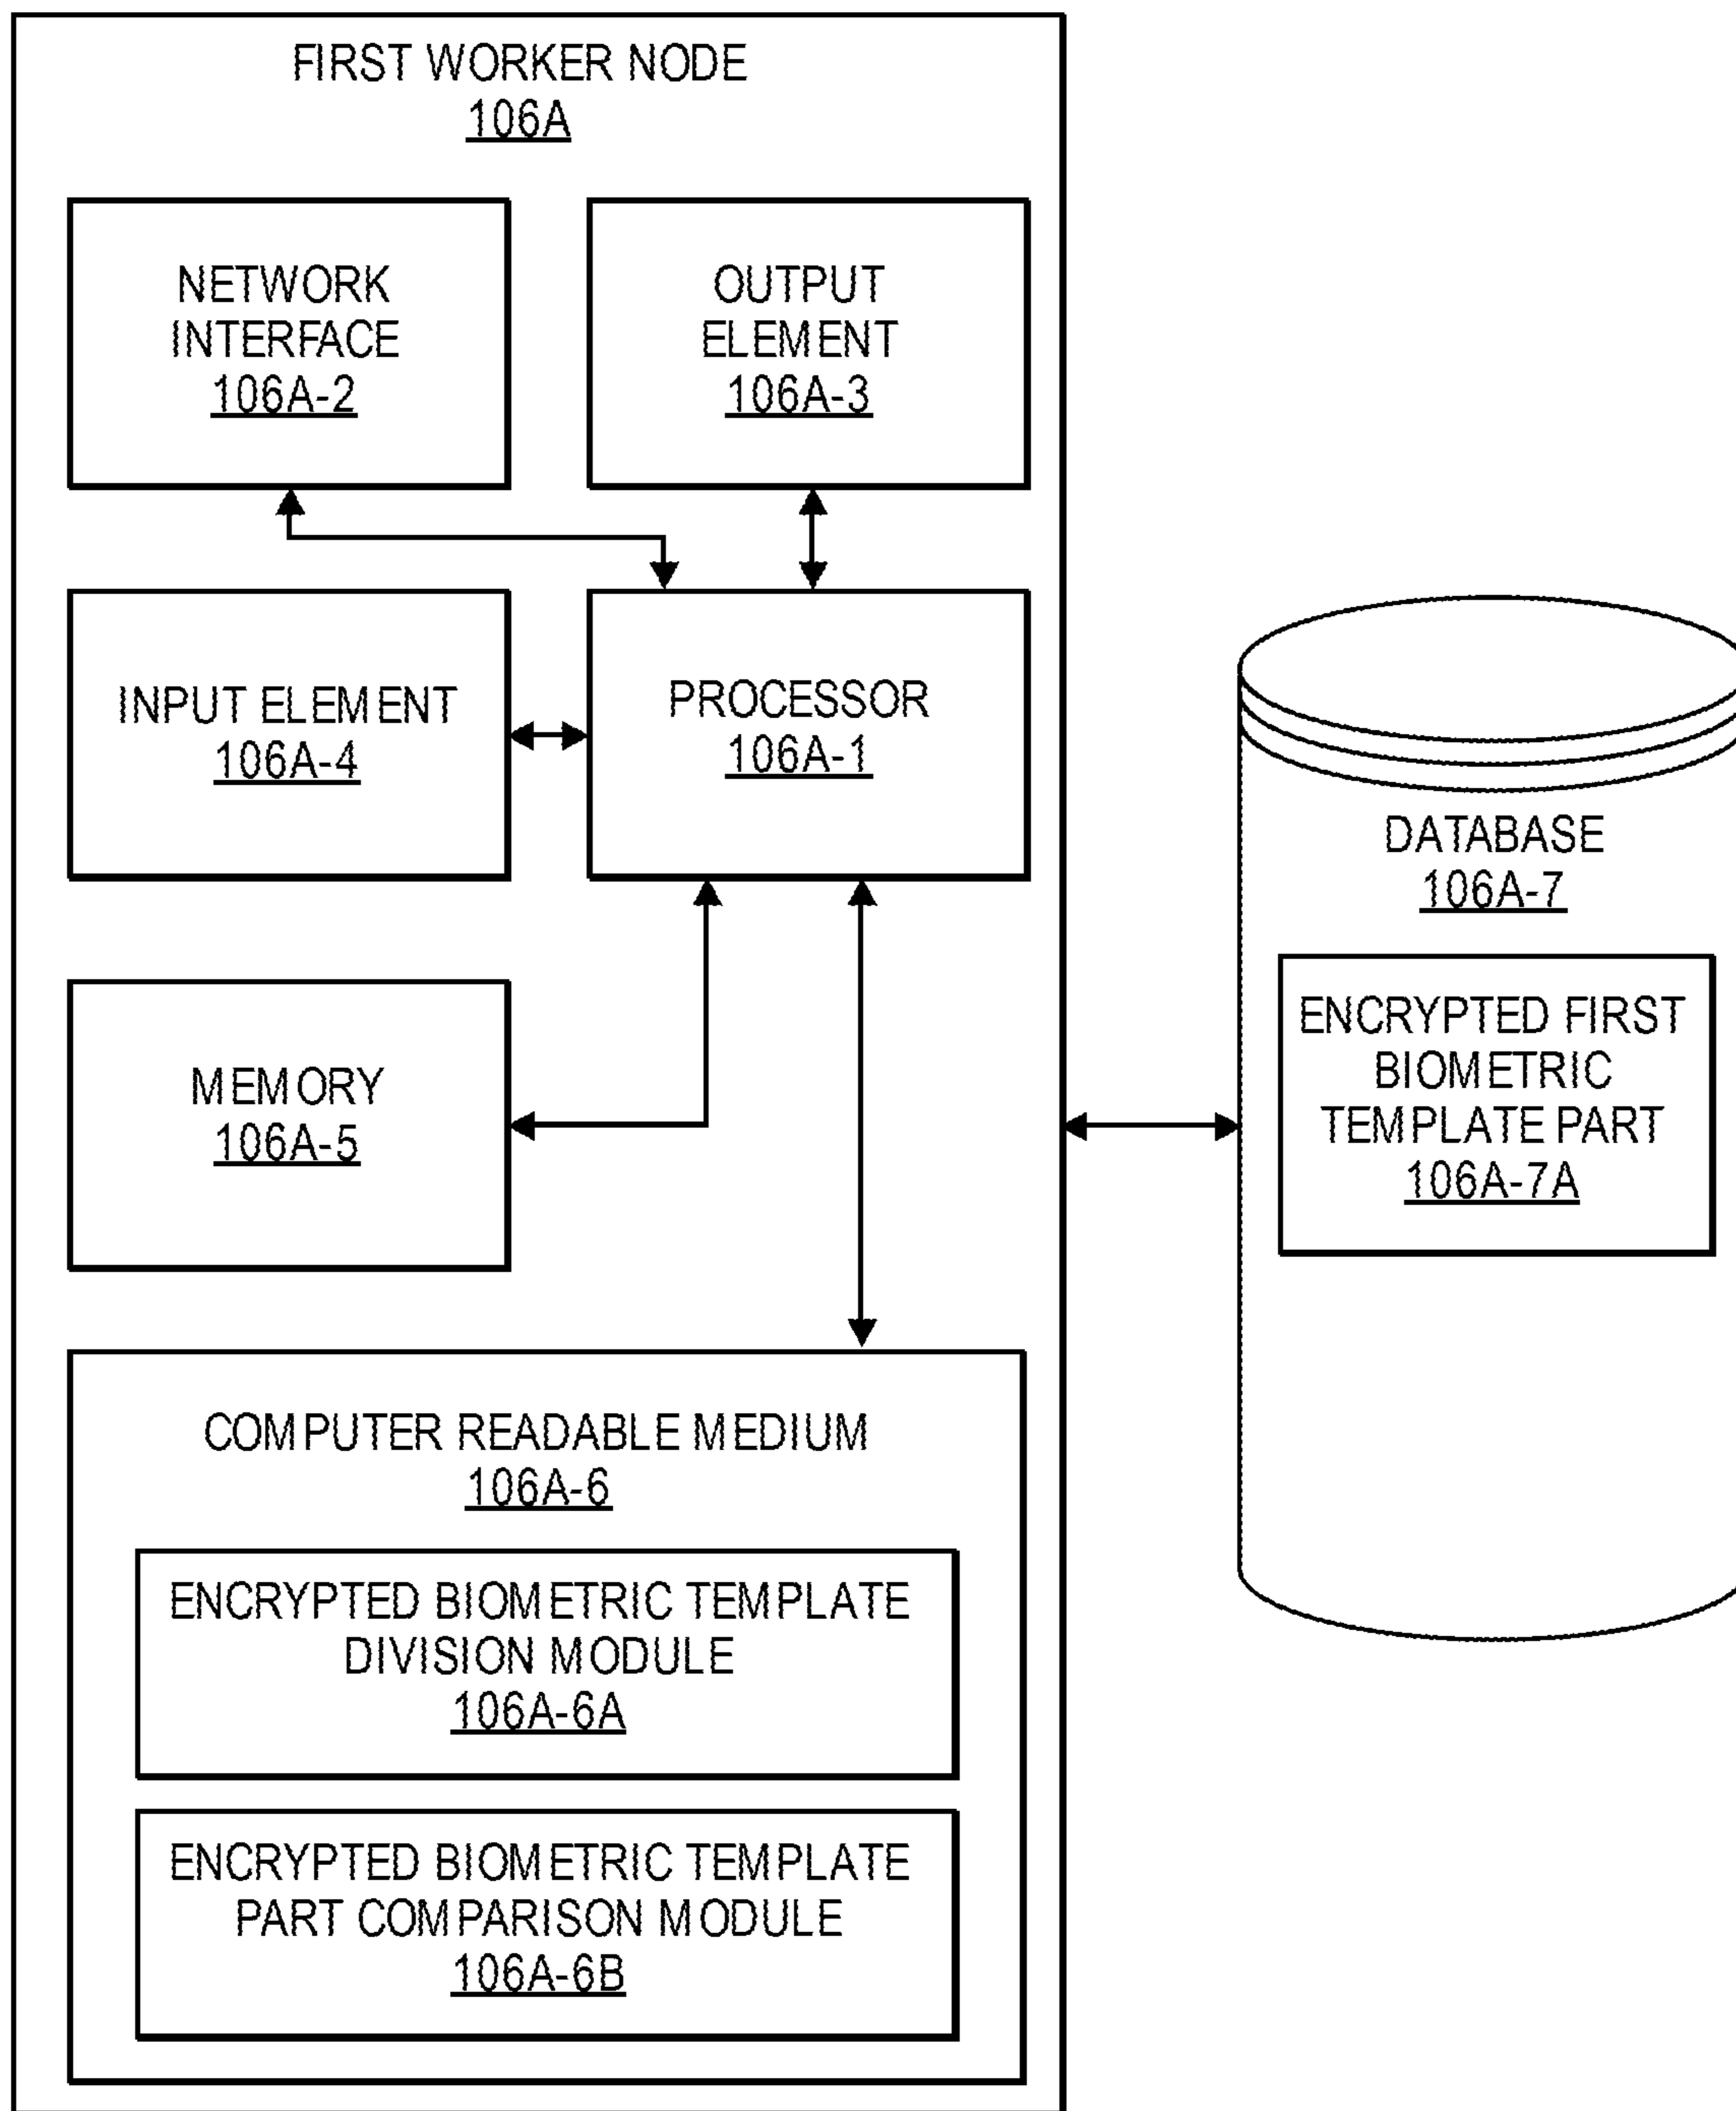 FIRST WORKER NODE
106A
NETWORK
INTERFACE
106A-2
OUTPUT
ELEMENT
106A-3
INPUT ELEMENT
106A-4
PROCESSOR
106A-1
MEMORY
106A-5
COMPUTER READABLE MEDIUM
106A-6
ENCRYPTED BIOMETRIC TEMPLATE
DIVISION MODULE
106A-6A
ENCRYPTED BIOMETRIC TEMPLATE
PART COMPARISON MODULE
106A-6B
DATABASE
106A-7
ENCRYPTED FIRST
BIOMETRIC
TEMPLATE PART
106A-7A